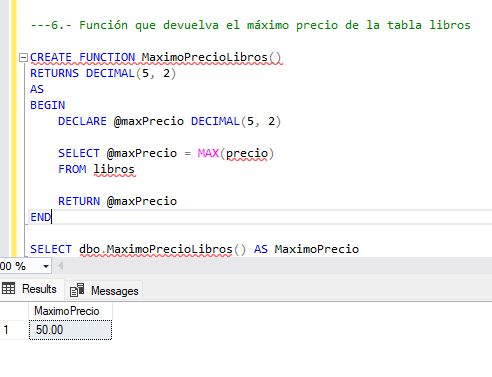 ---6.- Función que devuelva el máximo precio de la tabla libros
CREATE FUNCTION MaximoPrecioLibros()
RETURNS DECIMAL(5, 2)
AS
BEGIN
DECLARE @maxPrecio DECIMAL(5, 2)
SELECT @maxPrecio = MAX(precio)
FROM libros
RETURN @maxPrecio
END
SELECT dbo.MaximoPrecioLibros() AS MaximoPrecio
00 %
Results Messages
MaximoPrecio
1 50.00